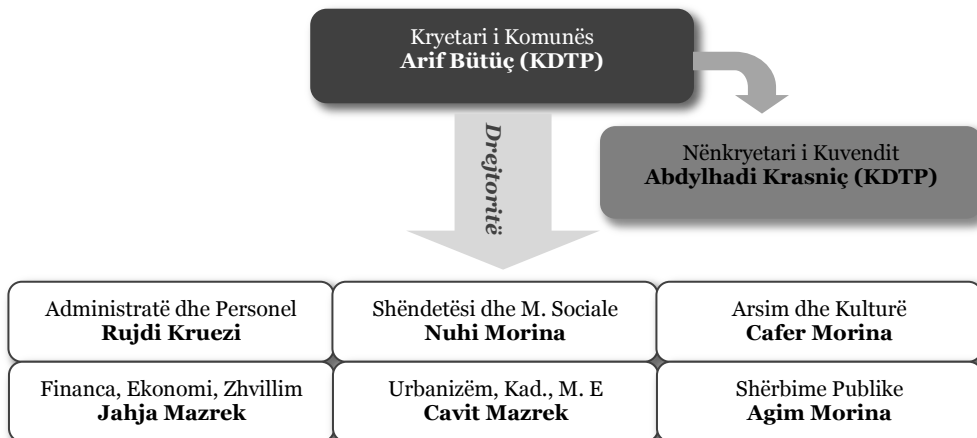 Kryetari i Komunës
Arif Bütüç (KDTP)
Drejtoritë
Nënkryetari i Kuvendit
Abdylhadi Krasniç (KDTP)
Administratë dhe Personel
Rujdi Kruezi
Shëndetësi dhe M. Sociale
Nuhi Morina
Arsim dhe Kulturë
Cafer Morina
Financa, Ekonomi, Zhvillim
Jahja Mazrek
Urbanizëm, Kad., M. E
Cavit Mazrek
Shërbime Publike
Agim Morina